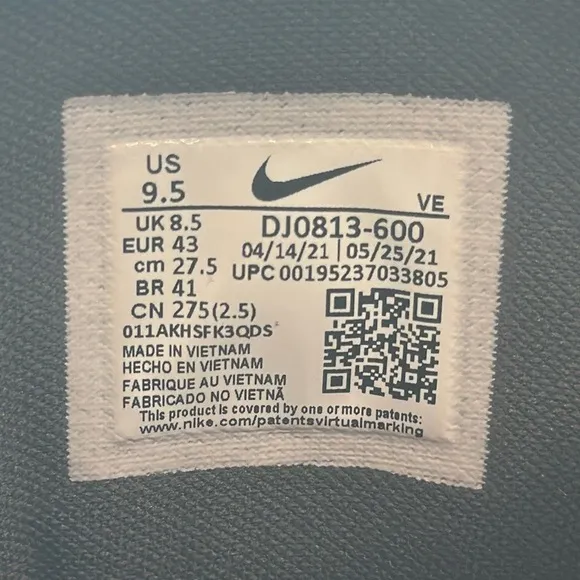 US
9.5
VE
UK 8.5
EUR 43
cm 27.5
BR 41
CN 275(2.5)
DJ0813-600
04/14/21 | 05/25/21
UPC 00195237033805
011AKHSFK3QDS
MADE IN VIETNAM
HECHO EN VIETNAM
FABRIQUE AU VIETNAM
FABRICADO NO VIETNÃ
This product is covered by one or more patents:
www.nike.com/patentsvirtualmarking